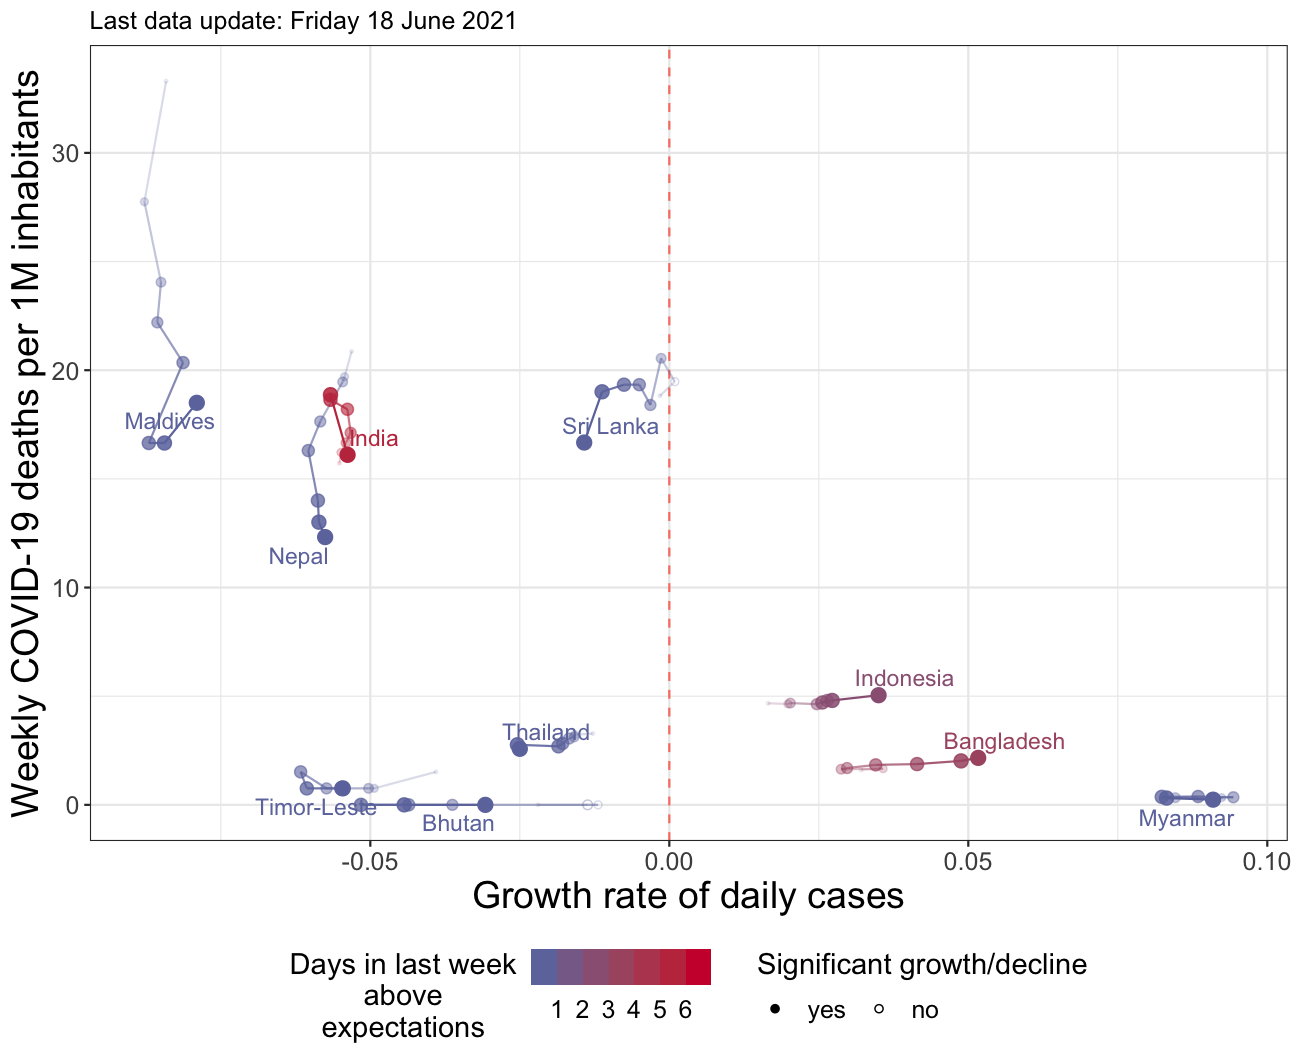 Last data update: Friday 18 June 2021
Weekly COVID-19 deaths per 1M inhabitants
30
20
10
0
Maldives
India
Sri Lanka
Nepal
Indonesia
Thailand
Bangladesh
Timor-Leste
Bhutan
Myanmar
-0.05 0.00 0.05 0.10
Growth rate of daily cases
Days in last week
above
expectations
1 2 3 4 5 6
Significant growth/decline
yes no